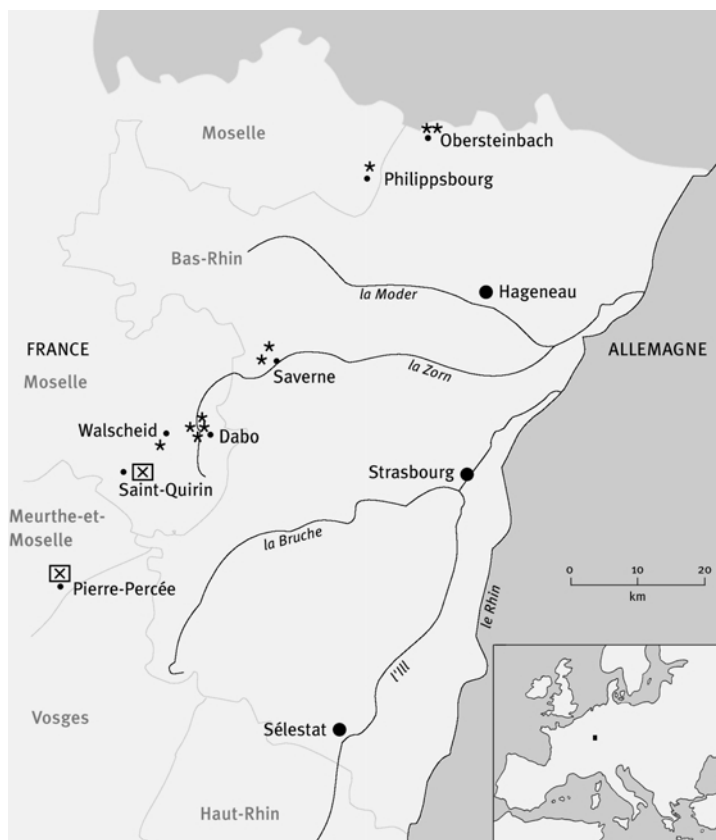 Moselle
Obersteinbach
Philippsbourg
Bas-Rhin
la Moder
Hageneau
FRANCE
ALLEMAGNE
Moselle
Saverne
la Zorn
Walscheid
Dabo
Strasbourg
Saint-Quirin
Meurthe-et-
Moselle
la Bruche
0 10 20
km
Pierre-Percée
le Rhin
l'Ill
Vosges
Sélestat
Haut-Rhin